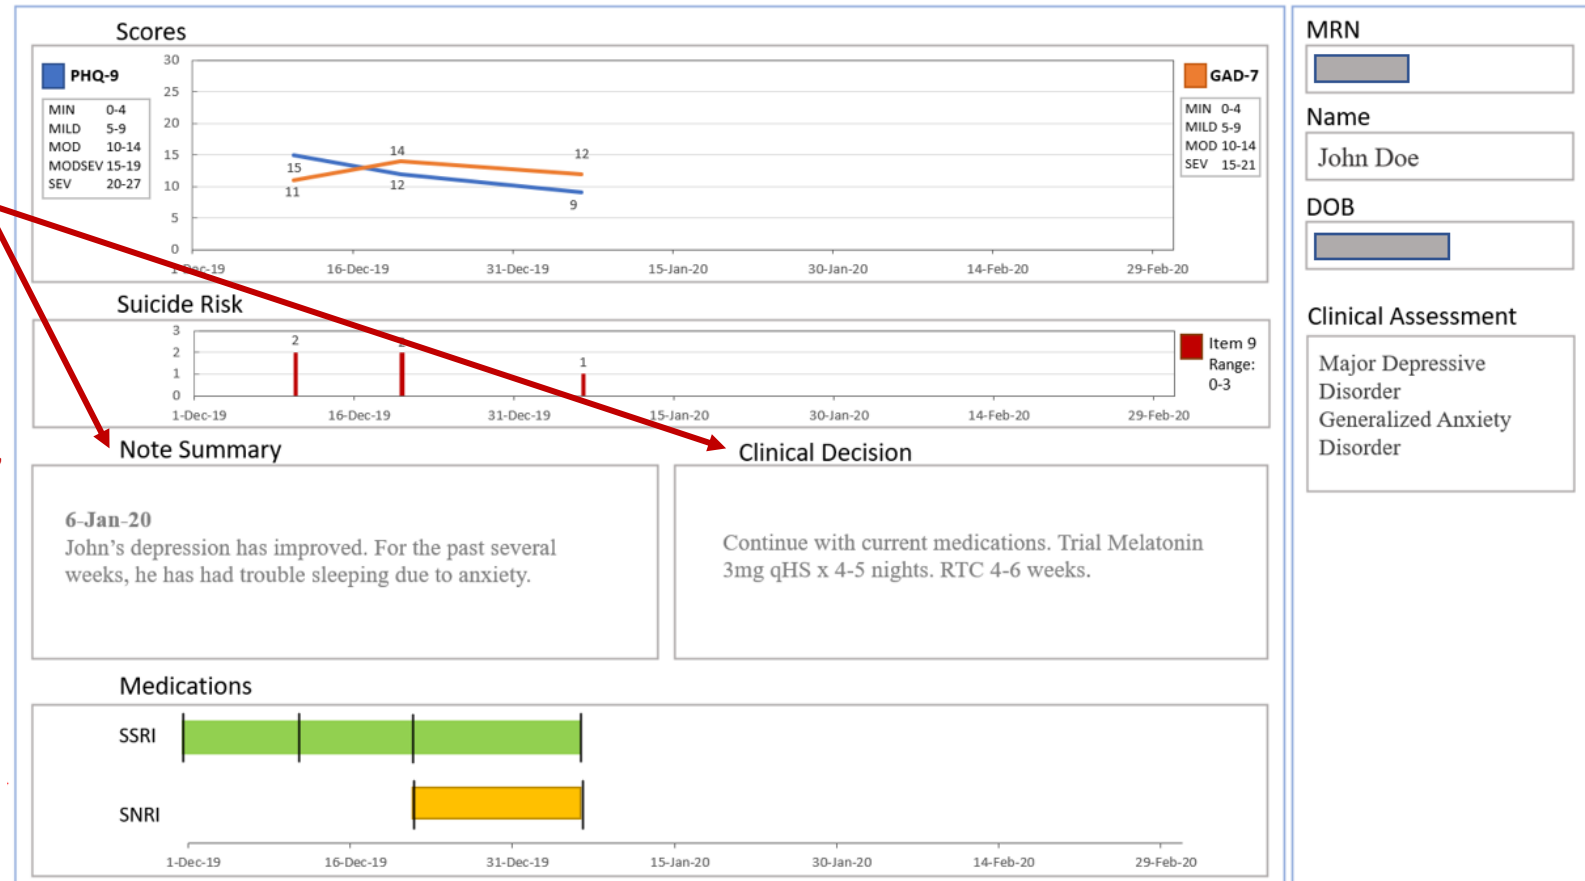 Scores
PHQ-9
MIN 0-4
MILD 5-9
MOD 10-14
MODSEV 15-19
SEV 20-27
30
25
20
15
10
5
0
15
12
9
11
14
12
1-Dec-19 16-Dec-19 31-Dec-19 15-Jan-20 30-Jan-20 14-Feb-20 29-Feb-20
GAD-7
MIN 0-4
MILD 5-9
MOD 10-14
SEV 15-21
Suicide Risk
3
2
1
0
2
2
1
1-Dec-19 16-Dec-19 31-Dec-19 15-Jan-20 30-Jan-20 14-Feb-20 29-Feb-20
Item 9
Range:
0-3
Note Summary
6-Jan-20
John’s depression has improved. For the past several
weeks, he has had trouble sleeping due to anxiety.
Clinical Decision
Continue with current medications. Trial Melatonin
3mg qHS x 4-5 nights. RTC 4-6 weeks.
Medications
SSRI
SNRI
1-Dec-19 16-Dec-19 31-Dec-19 15-Jan-20 30-Jan-20 14-Feb-20 29-Feb-20
MRN
Name
John Doe
DOB
Clinical Assessment
Major Depressive
Disorder
Generalized Anxiety
Disorder